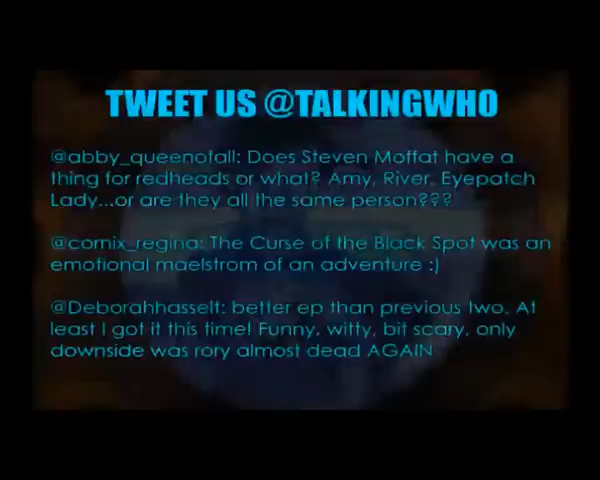 TWEET US @TALKINGWHO
@abby_queenofall: Does Steven Moffat have a
thing for redheads or what? Amy, River, Eyepatch
Lady...or are they all the same person???
@comix_regina: The Curse of the Black Spot was an
emotional maelstrom of an adventure :)
@Deborahhasselt: better ep than previous two. At
least I got it this time! Funny, witty, bit scary, only
downside was rory almost dead AGAIN